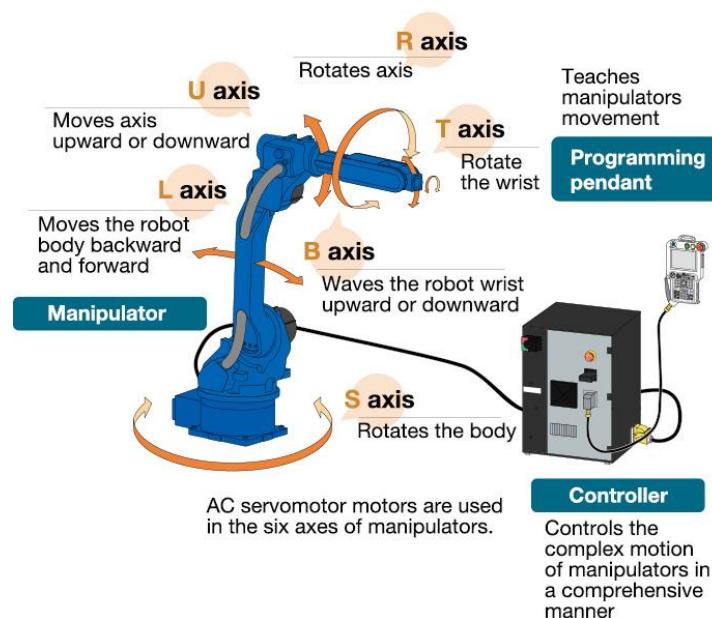 R axis
Rotates axis
U axis
Moves axis
upward or downward
T axis
Rotate
the wrist
Teaches
manipulators
movement
Programming
pendant
L axis
Moves the robot
body backward
and forward
B axis
Waves the robot wrist
upward or downward
Manipulator
S axis
Rotates the body
AC servomotor motors are used
in the six axes of manipulators.
Controller
Controls the
complex motion
of manipulators in
a comprehensive
manner